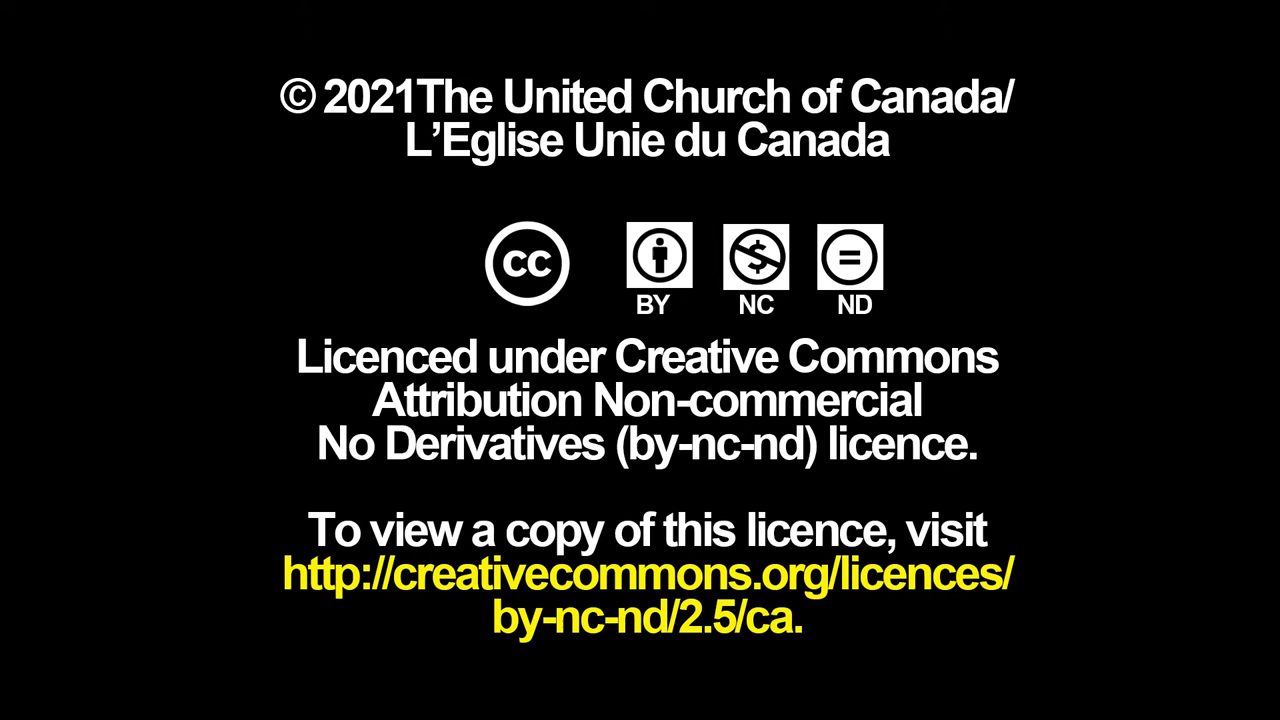 © 2021The United Church of Canada/
L’Eglise Unie du Canada
cc
BY NC ND
Licenced under Creative Commons
Attribution Non-commercial
No Derivatives (by-nc-nd) licence.
To view a copy of this licence, visit
http://creativecommons.org/licences/
by-nc-nd/2.5/ca.